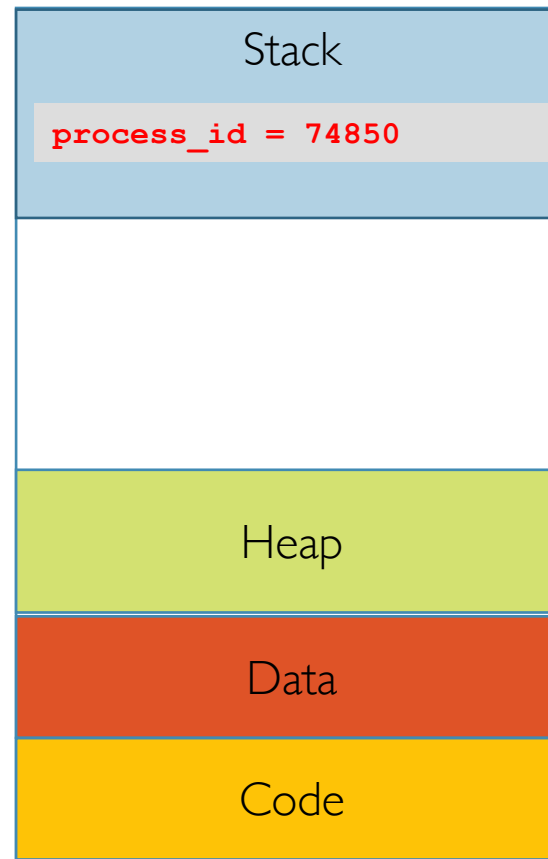 Stack
process_id = 74850
Heap
Data
Code